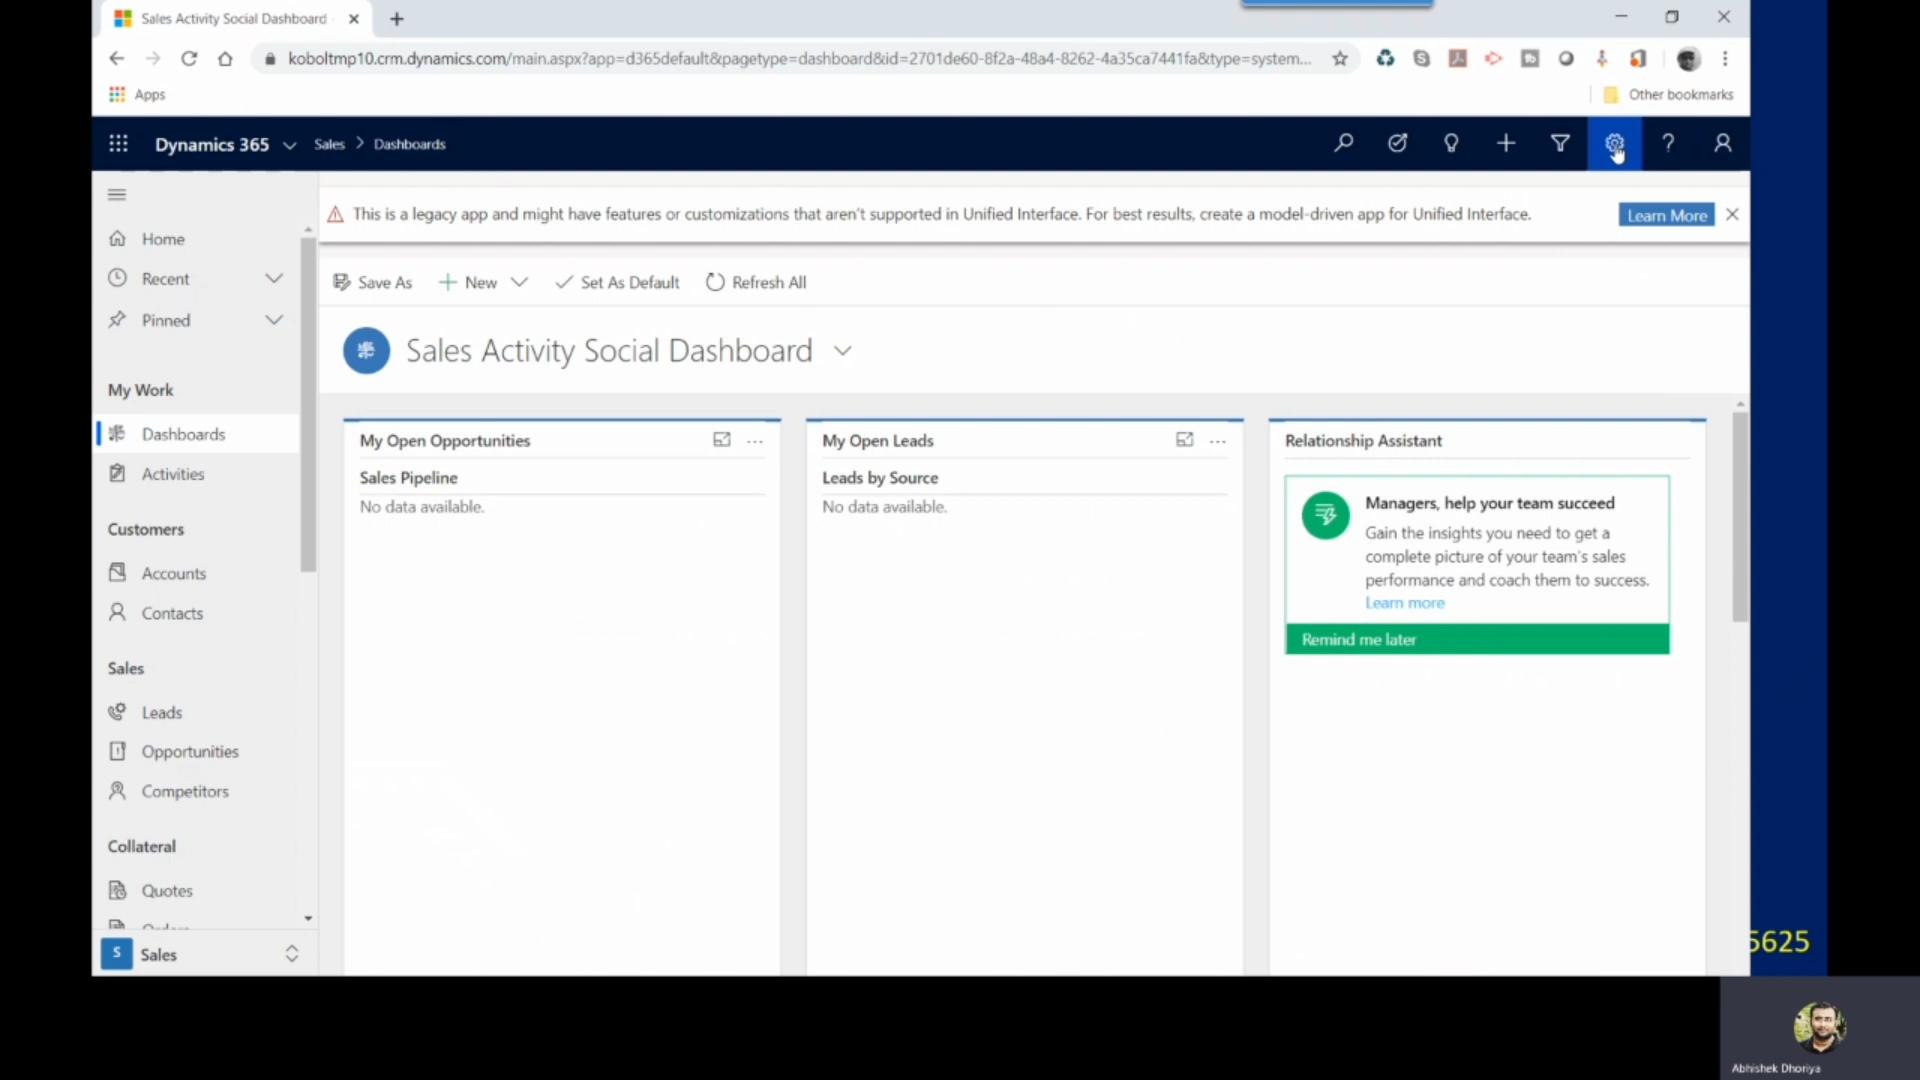 Sales Activity Social Dashboard
koboltmp10.crm.dynamics.com/main.aspx?app=d365default&pagetype=dashboard&id=2701de60-8f2a-48a4-8262-4a35ca7441fa&type=system...
Apps
Other bookmarks
Dynamics 365
Sales > Dashboards
This is a legacy app and might have features or customizations that aren't supported in Unified Interface. For best results, create a model-driven app for Unified Interface.
Learn More
Home
Recent
Pinned
My Work
Dashboards
Activities
Customers
Accounts
Contacts
Sales
Leads
Opportunities
Competitors
Collateral
Quotes
S Sales
Save As
New
Set As Default
Refresh All
Sales Activity Social Dashboard
My Open Opportunities
Sales Pipeline
No data available.
My Open Leads
Leads by Source
No data available.
Relationship Assistant
Managers, help your team succeed
Gain the insights you need to get a
complete picture of your team's sales
performance and coach them to success.
Learn more
Remind me later
5625
Abhishek Dhoriya